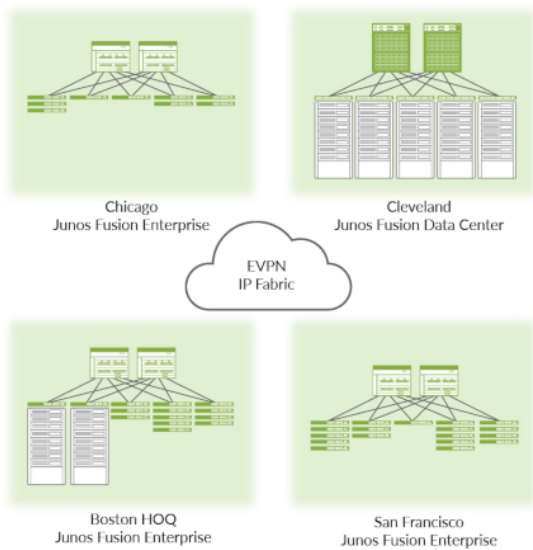 Chicago
Junos Fusion Enterprise
Cleveland
Junos Fusion Data Center
EVPN
IP Fabric
Boston HOQ
Junos Fusion Enterprise
San Francisco
Junos Fusion Enterprise